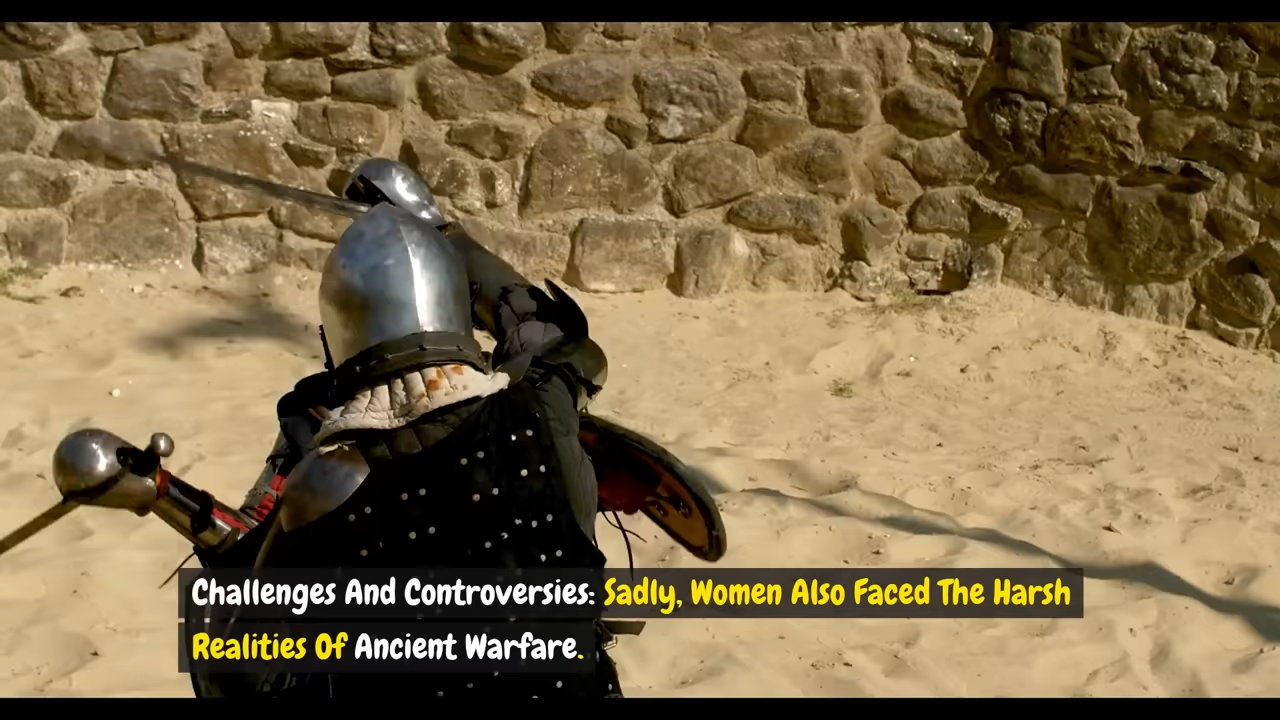 Challenges And Controversies: Sadly, Women Also Faced The Harsh
Realities Of Ancient Warfare.